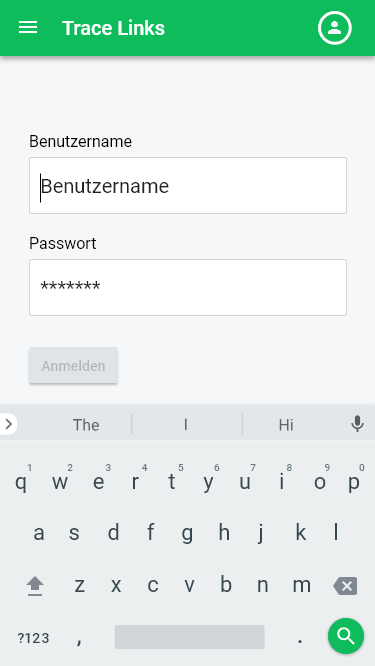 Trace Links
Benutzername
Benutzername
Passwort
*******
Anmelden
The I Hi
1 2 3 4 5 6 7 8 9 0
q w e r t y u i o p
a s d f g h j k l
z x c v b n m
?123 , .